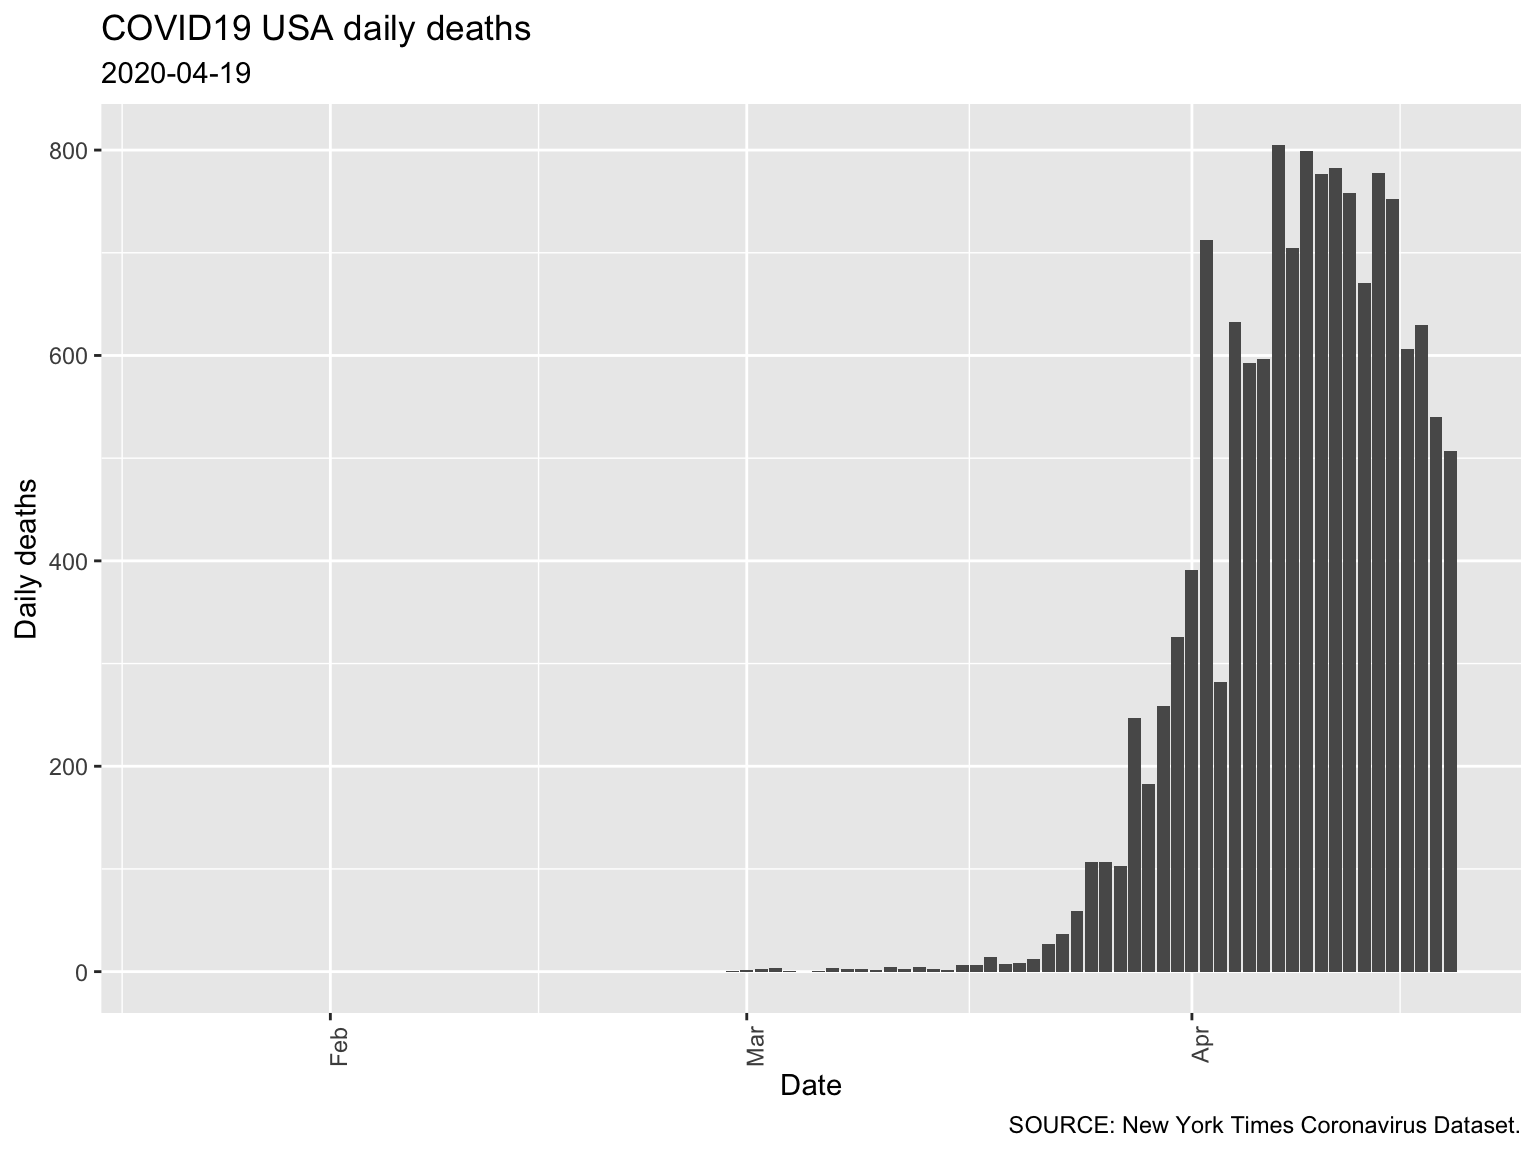 COVID19 USA daily deaths
2020-04-19
Daily deaths
800
600
400
200
0
Feb
Mar
Apr
Date
SOURCE: New York Times Coronavirus Dataset.